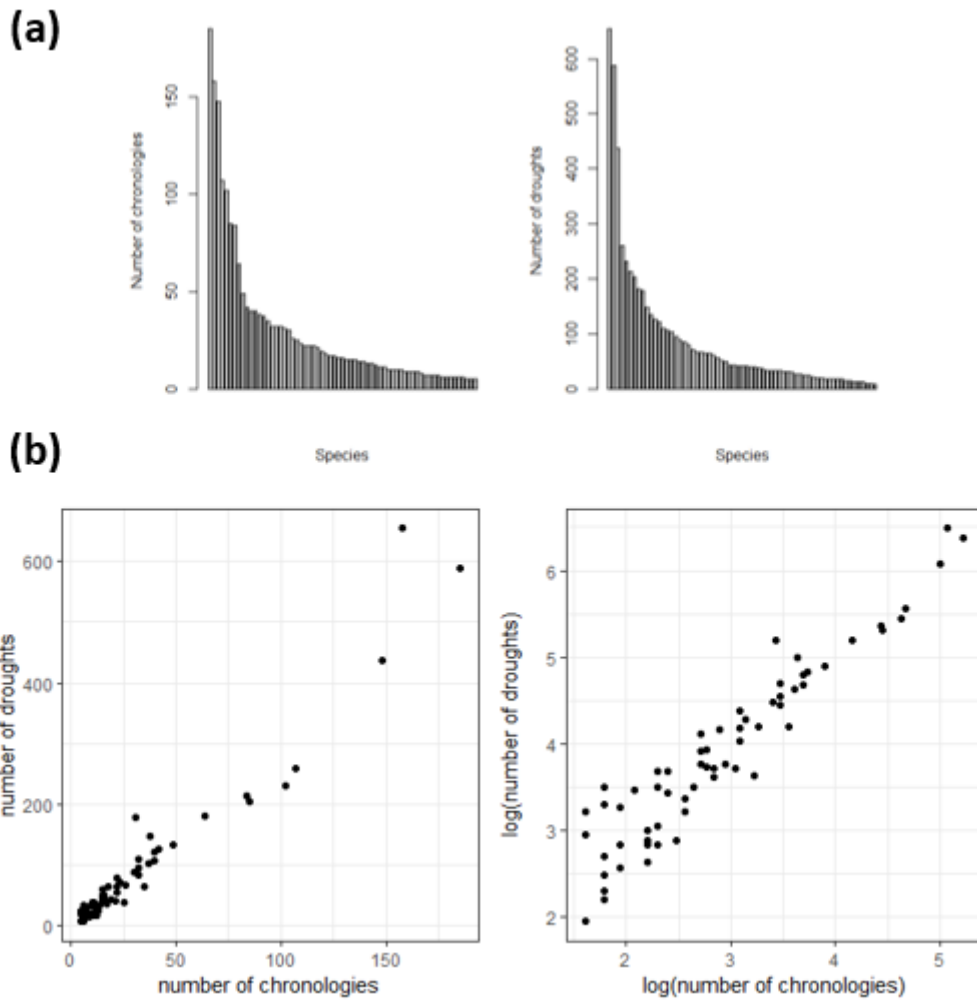 (a)
Number of chronologies
0
50
100
150
Species
Number of droughts
0
100
200
300
400
500
600
Species
(b)
number of droughts
0
200
400
600
0 50 100 150
number of chronologies
log(number of droughts)
2
3
4
5
6
2 3 4 5
log(number of chronologies)